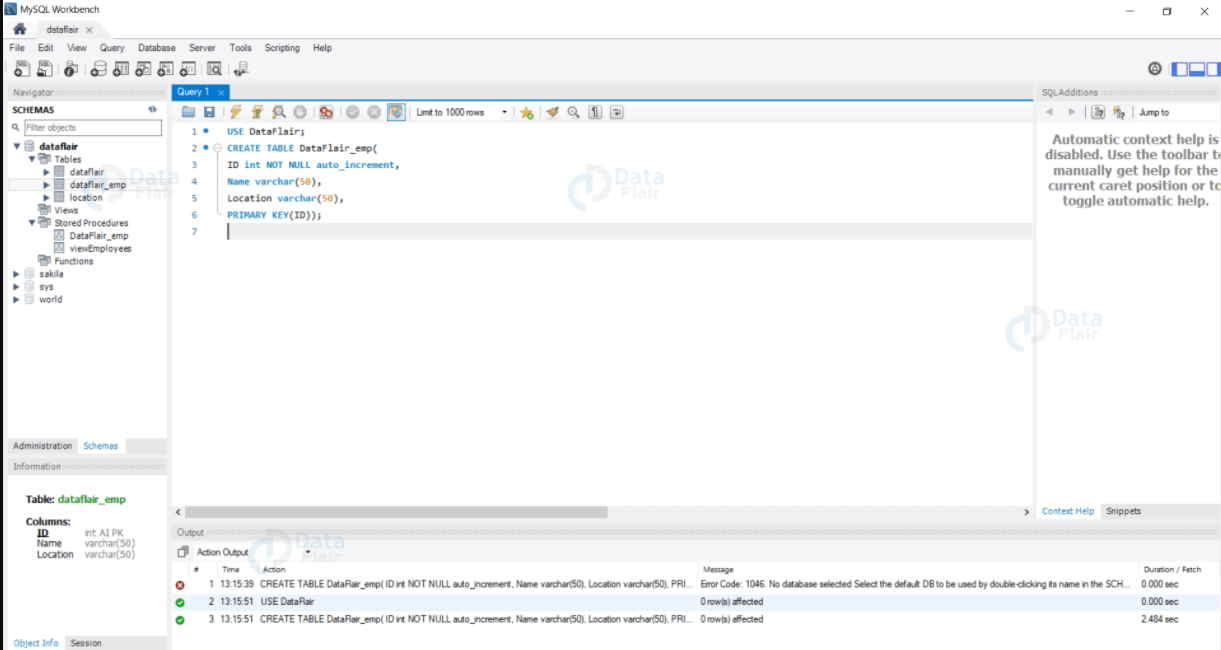 MySQL Workbench
dataflair
File Edit View Query Database Server Tools Scripting Help
Navigator
SCHEMAS
Filter objects
dataflair
Tables
dataflair
dataflair_emp
location
Views
Stored Procedures
DataFlair_emp
viewEmployees
Functions
sakila
sys
world
Administration Schemas
Information
Table: dataflair_emp
Columns:
ID int AI PK
Name varchar(50)
Location varchar(50)
Object Info Session
Query 1
Limit to 1000 rows
1 USE DataFlair;
2 CREATE TABLE DataFlair_emp(
3 ID int NOT NULL auto_increment,
4 Name varchar(50),
5 Location varchar(50),
6 PRIMARY KEY(ID));
7
Data
Flair
Data
Flair
Data
Flair
SQLAdditions
Jump to
Automatic context help is
disabled. Use the toolbar t
manually get help for the
current caret position or to
toggle automatic help.
Context Help Snippets
Output
Action Output
Data
Flair
# Time Action Message Duration / Fetch
1 13:15:39 CREATE TABLE DataFlair_emp( ID int NOT NULL auto_increment, Name varchar(50), Location varchar(50), PRI... Error Code: 1046. No database selected Select the default DB to be used by double-clicking its name in the SCH... 0.000 sec
2 13:15:51 USE DataFlair 0 row(s) affected 0.000 sec
3 13:15:51 CREATE TABLE DataFlair_emp( ID int NOT NULL auto_increment, Name varchar(50), Location varchar(50), PRI... 0 row(s) affected 2.484 sec